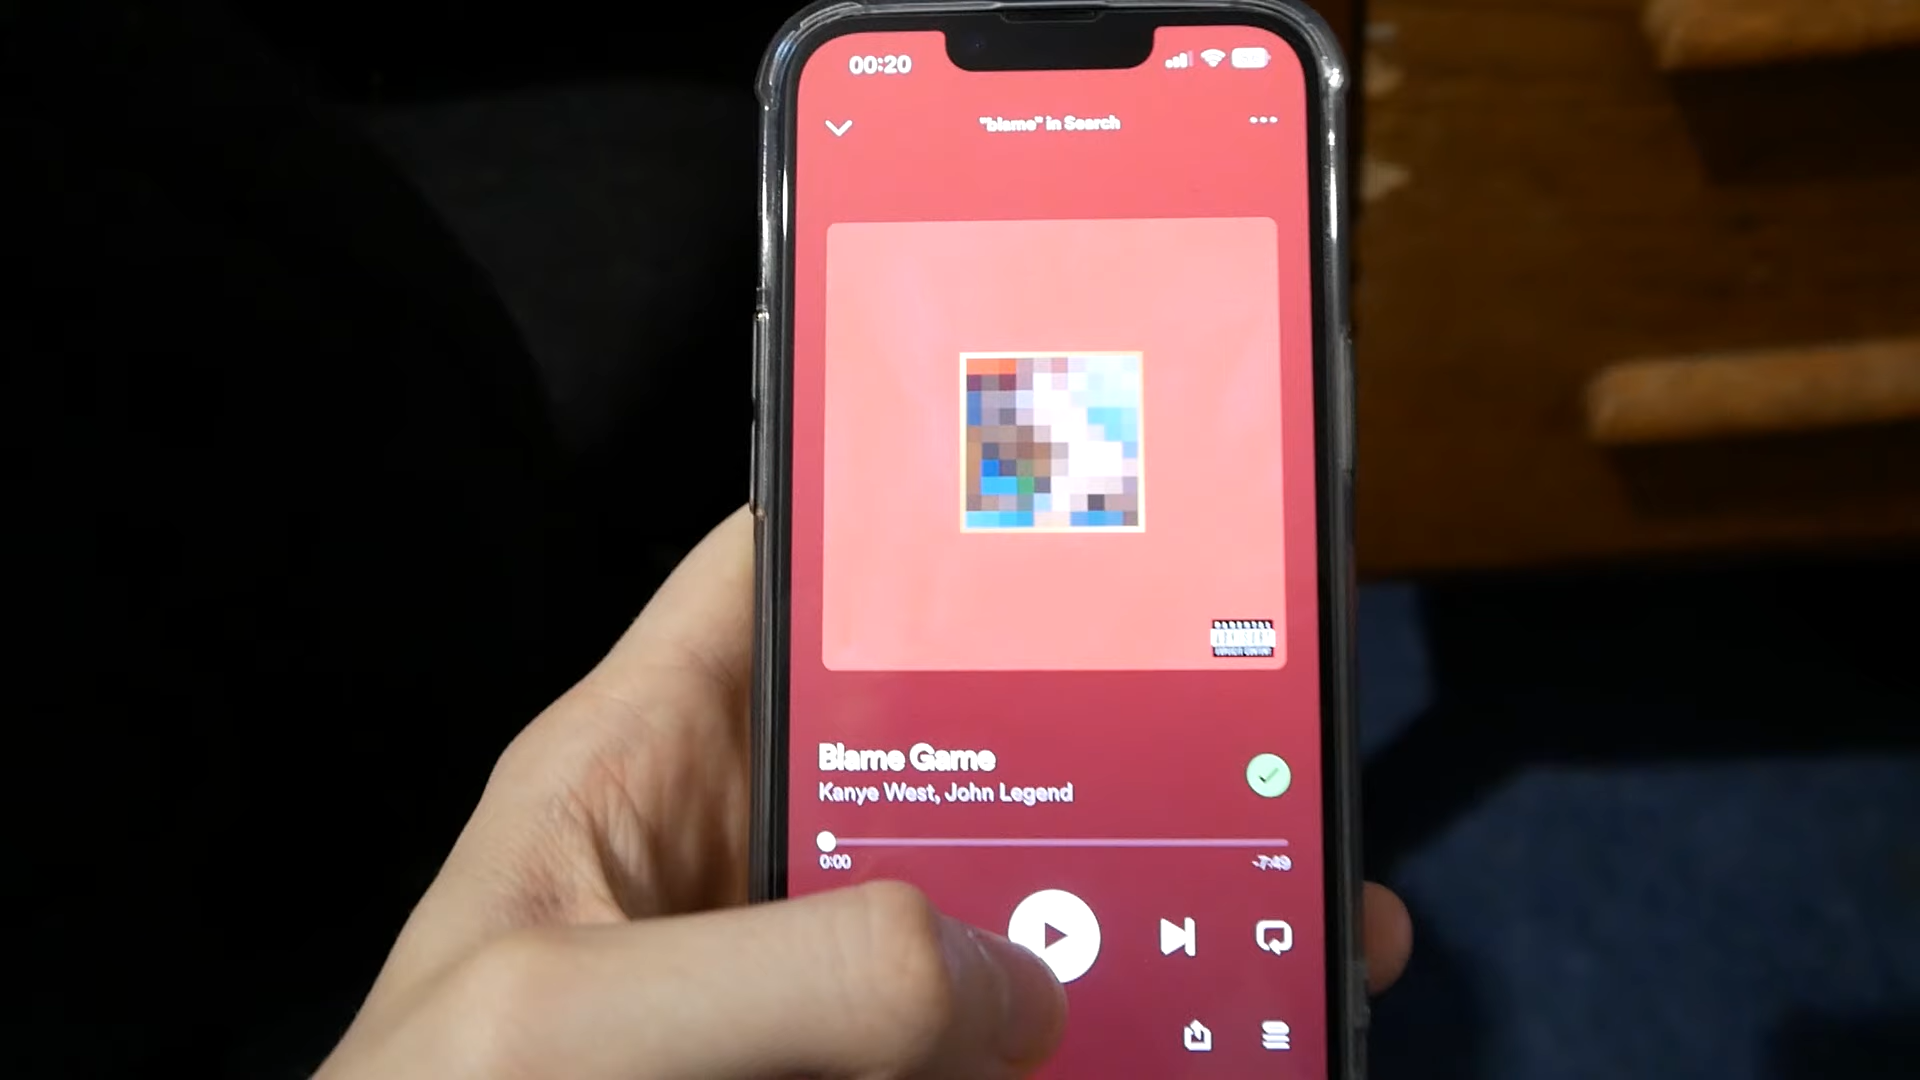 00:20
"blame" in Search
Blame Game
Kanye West, John Legend
0:00
-7:49